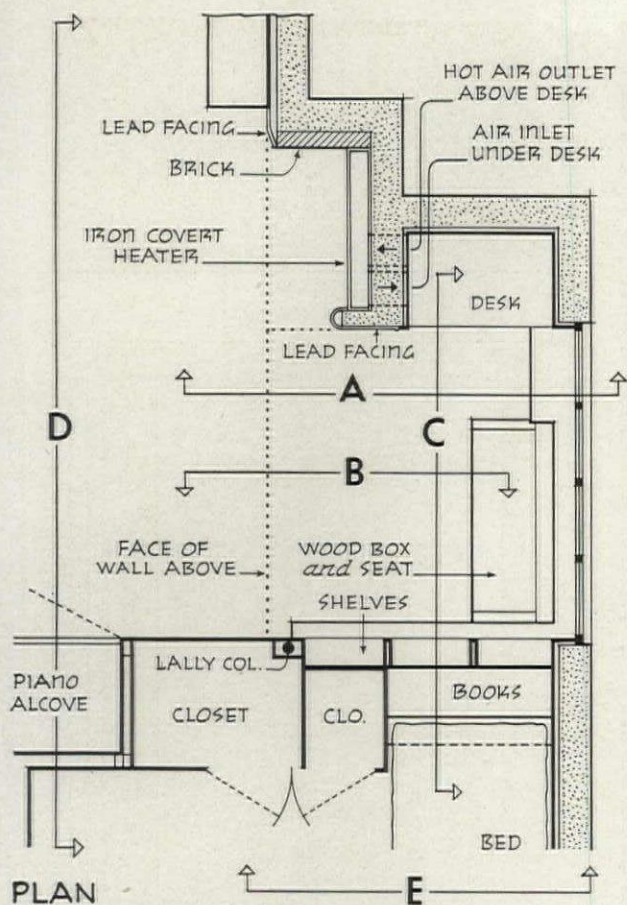 HOT AIR OUTLET
ABOVE DESK
LEAD FACING
AIR INLET
UNDER DESK
BRICK
IRON COVERT
HEATER
DESK
LEAD FACING
A
D
C
B
FACE OF
WALL ABOVE
WOOD BOX
and SEAT
SHELVES
LALLY COL.
PIANO
ALCOVE
CLOSET
CLO.
BOOKS
BED
PLAN
E